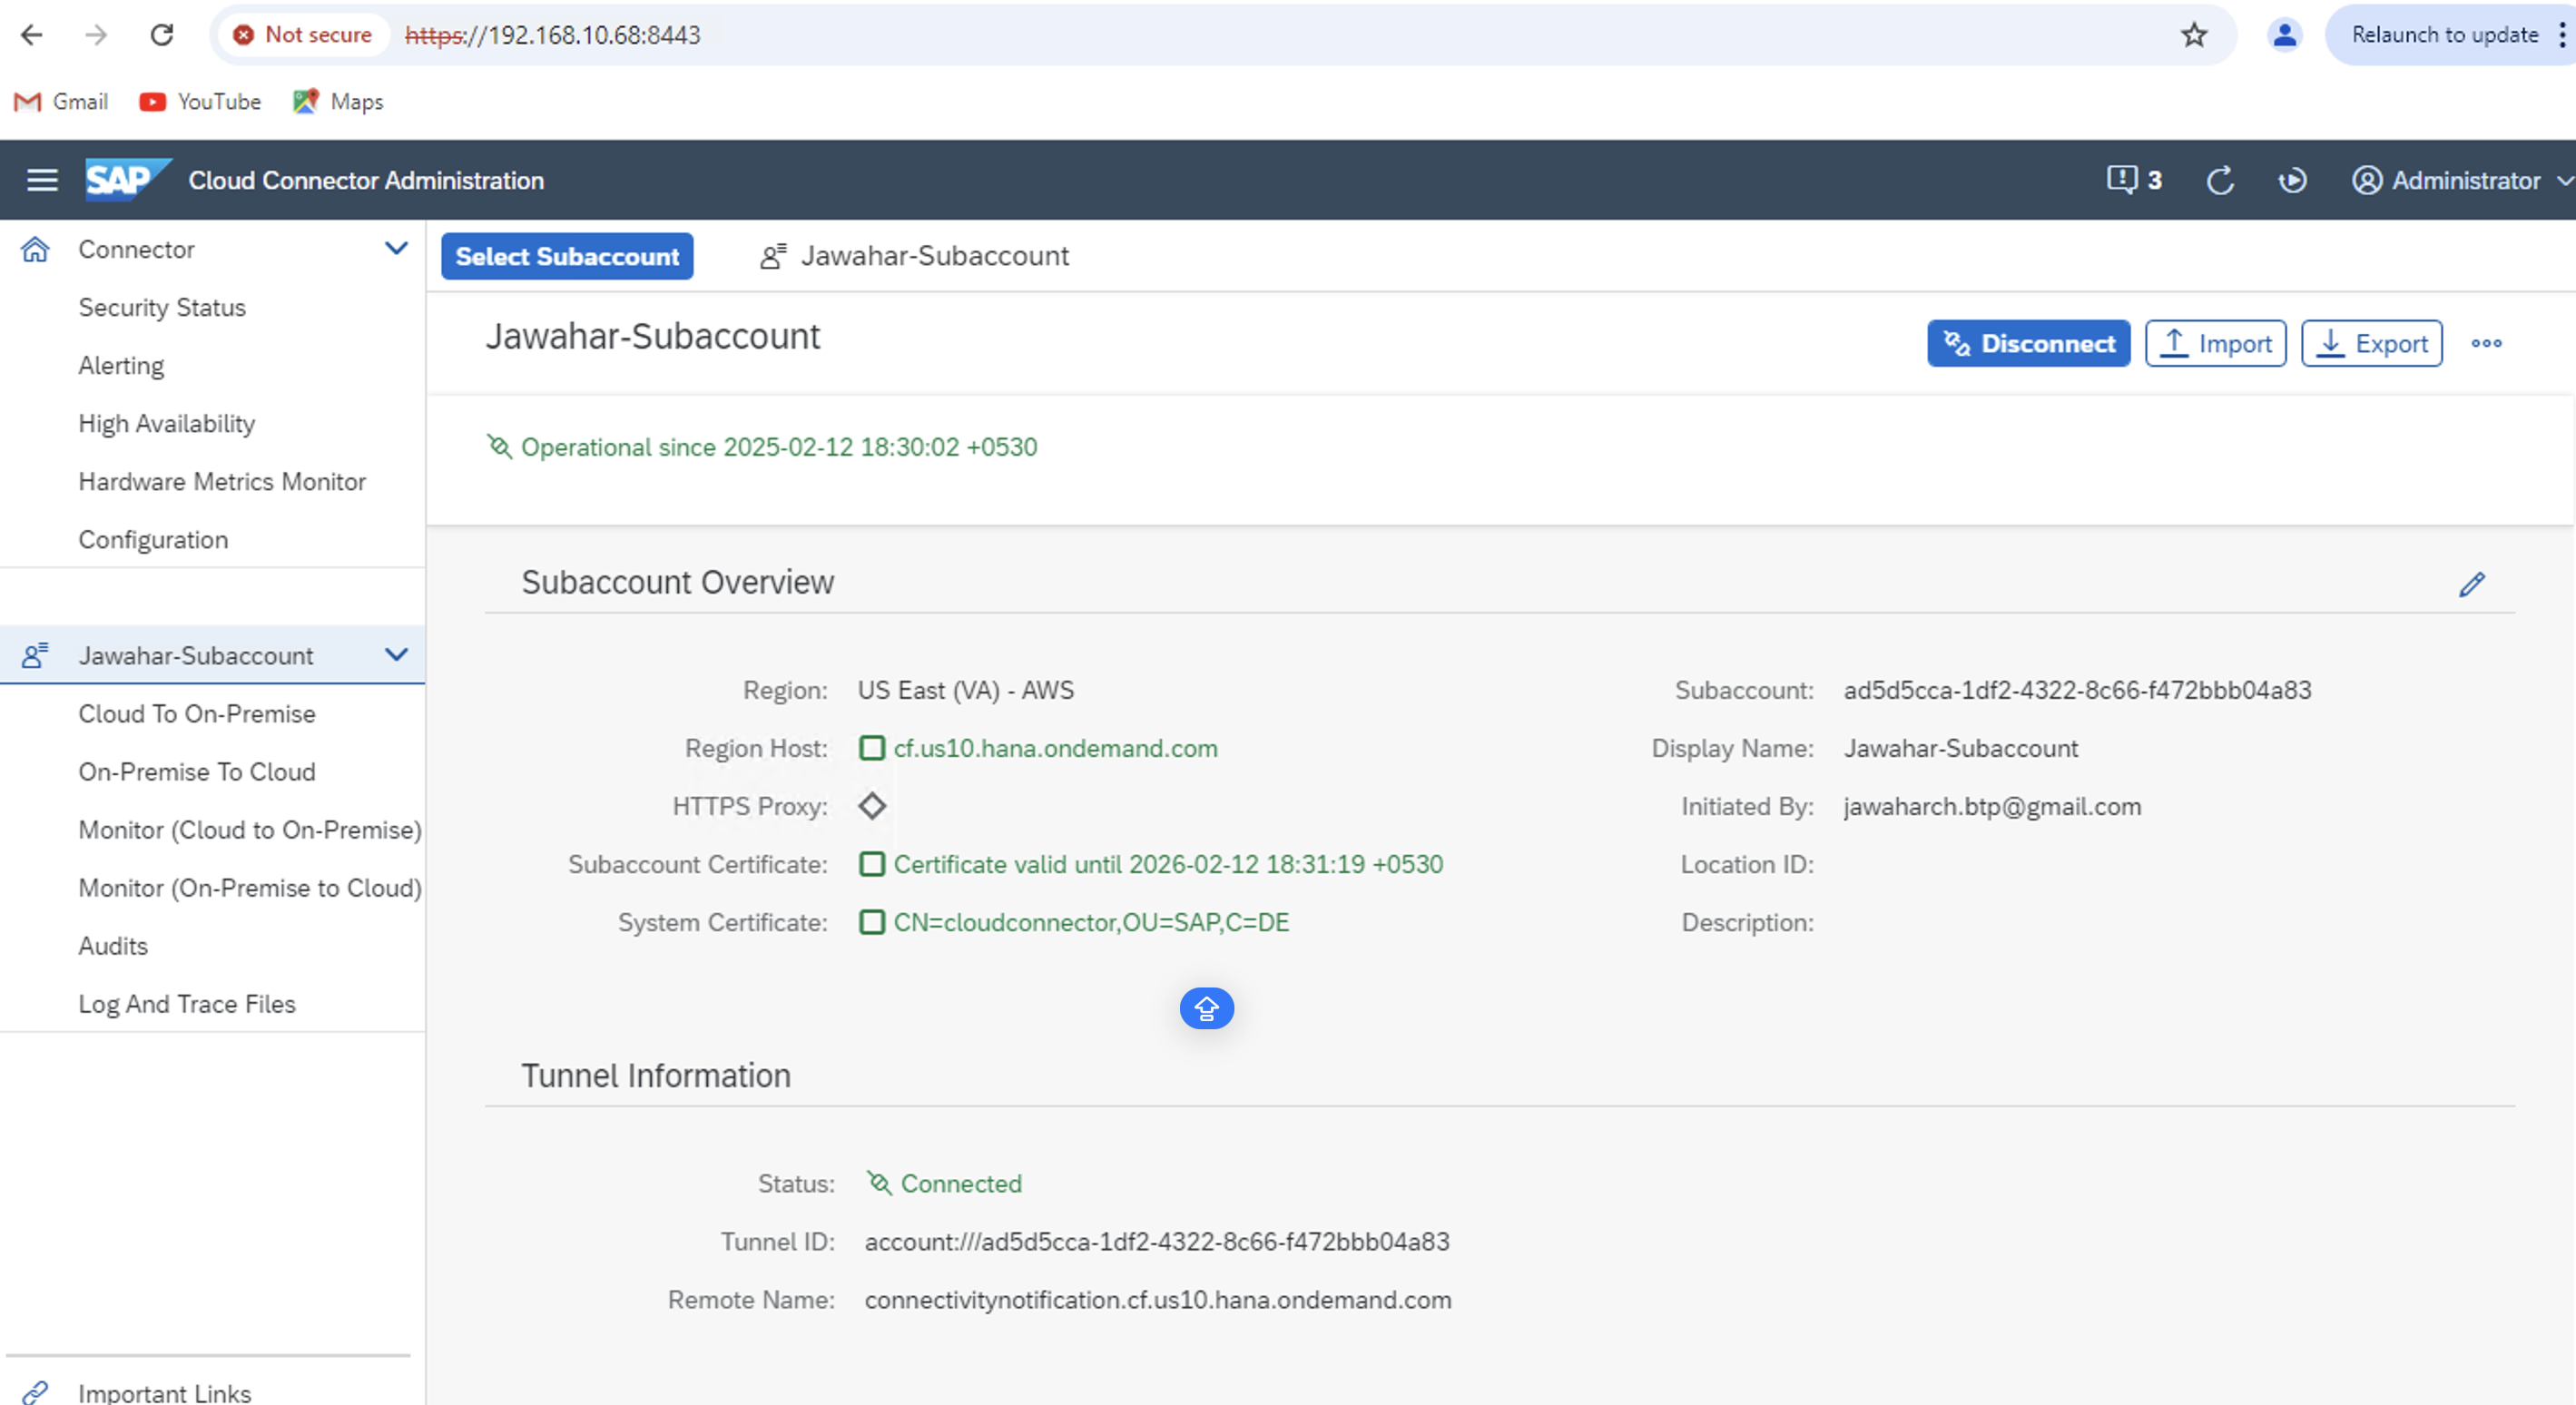 Not secure https://192.168.10.68:8443 Relaunch to update
Gmail YouTube Maps
SAP Cloud Connector Administration 3 Administrator
Connector
Security Status
Alerting
High Availability
Hardware Metrics Monitor
Configuration
Jawahar-Subaccount
Cloud To On-Premise
On-Premise To Cloud
Monitor (Cloud to On-Premise)
Monitor (On-Premise to Cloud)
Audits
Log And Trace Files
Important Links
Select Subaccount Jawahar-Subaccount
Jawahar-Subaccount Disconnect Import Export
Operational since 2025-02-12 18:30:02 +0530
Subaccount Overview
Region: US East (VA) - AWS
Region Host: cf.us10.hana.ondemand.com
HTTPS Proxy:
Subaccount Certificate: Certificate valid until 2026-02-12 18:31:19 +0530
System Certificate: CN=cloudconnector,OU=SAP,C=DE
Subaccount: ad5d5cca-1df2-4322-8c66-f472bbb04a83
Display Name: Jawahar-Subaccount
Initiated By: jawaharch.btp@gmail.com
Location ID:
Description:
Tunnel Information
Status: Connected
Tunnel ID: account:///ad5d5cca-1df2-4322-8c66-f472bbb04a83
Remote Name: connectivitynotification.cf.us10.hana.ondemand.com